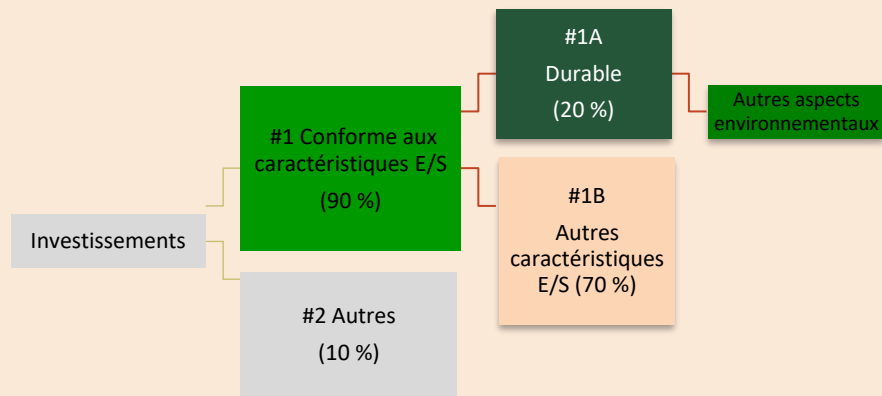 Investissements
#1 Conforme aux
caractéristiques E/S
(90 %)
#2 Autres
(10 %)
#1A
Durable
(20 %)
#1B
Autres
caractéristiques
E/S (70 %)
Autres aspects
environnementaux